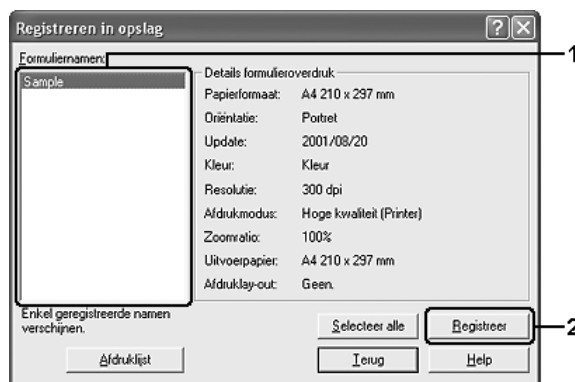 Registreren in opslag
Formuliernamen:
1
Sample
Details formulieroverdruk
Papierformaat: A4 210 x 297 mm
Oriëntatie: Portret
Update: 2001/08/20
Kleur: Kleur
Resolutie: 300 dpi
Afdrukmodus: Hoge kwaliteit (Printer)
Zoomratio: 100%
Uitvoerpapier: A4 210 x 297 mm
Afdruklay-out: Geen.
Enkel geregistreerde namen
verschijnen.
Selecteer alle
Registreer
2
Afdruklijst
Terug
Help